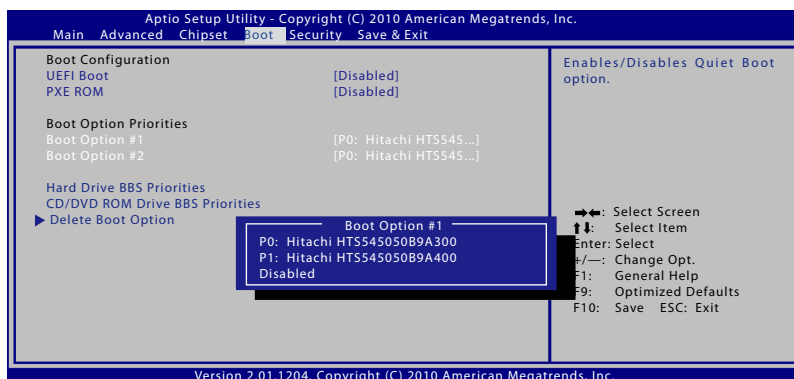 Aptio Setup Utility - Copyright (C) 2010 American Megatrends, Inc.
Main Advanced Chipset Boot Security Save & Exit
Boot Configuration
UEFI Boot [Disabled]
PXE ROM [Disabled]
Boot Option Priorities
Boot Option #1 [P0: Hitachi HTS545...]
Boot Option #2 [P0: Hitachi HTS545...]
Hard Drive BBS Priorities
CD/DVD ROM Drive BBS Priorities
Delete Boot Option
Boot Option #1
P0: Hitachi HTS545050B9A300
P1: Hitachi HTS545050B9A400
Disabled
Enables/Disables Quiet Boot
option.
→←: Select Screen
↑↓: Select Item
Enter: Select
+/—: Change Opt.
F1: General Help
F9: Optimized Defaults
F10: Save ESC: Exit
Version 2.01.1204. Copyright (C) 2010 American Megatrends, Inc.